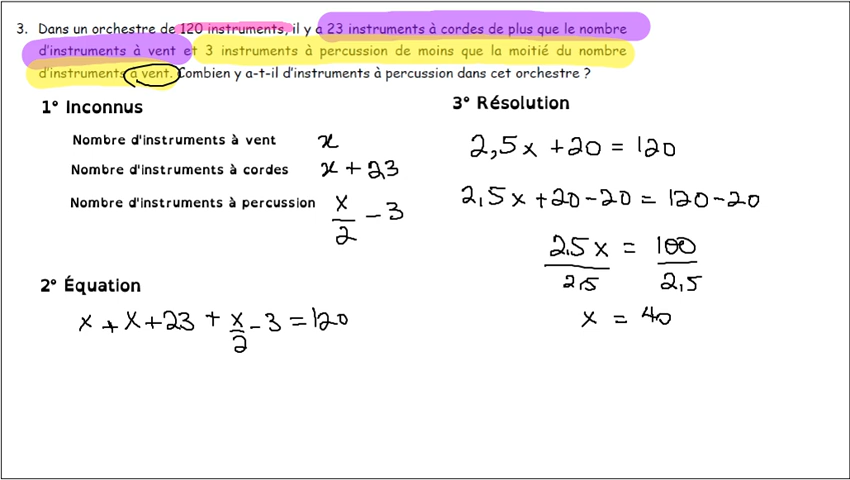 3. Dans un orchestre de 120 instruments, il y a 23 instruments à cordes de plus que le nombre
d'instruments à vent et 3 instruments à percussion de moins que la moitié du nombre
d'instruments à vent. Combien y a-t-il d'instruments à percussion dans cet orchestre ?
1° Inconnus
Nombre d'instruments à vent x
Nombre d'instruments à cordes x + 23
Nombre d'instruments à percussion x/2 - 3
2° Équation
x + x + 23 + x/2 - 3 = 120
3° Résolution
2,5x + 20 = 120
2,5x + 20 - 20 = 120 - 20
2,5x/2,5 = 100/2,5
x = 40